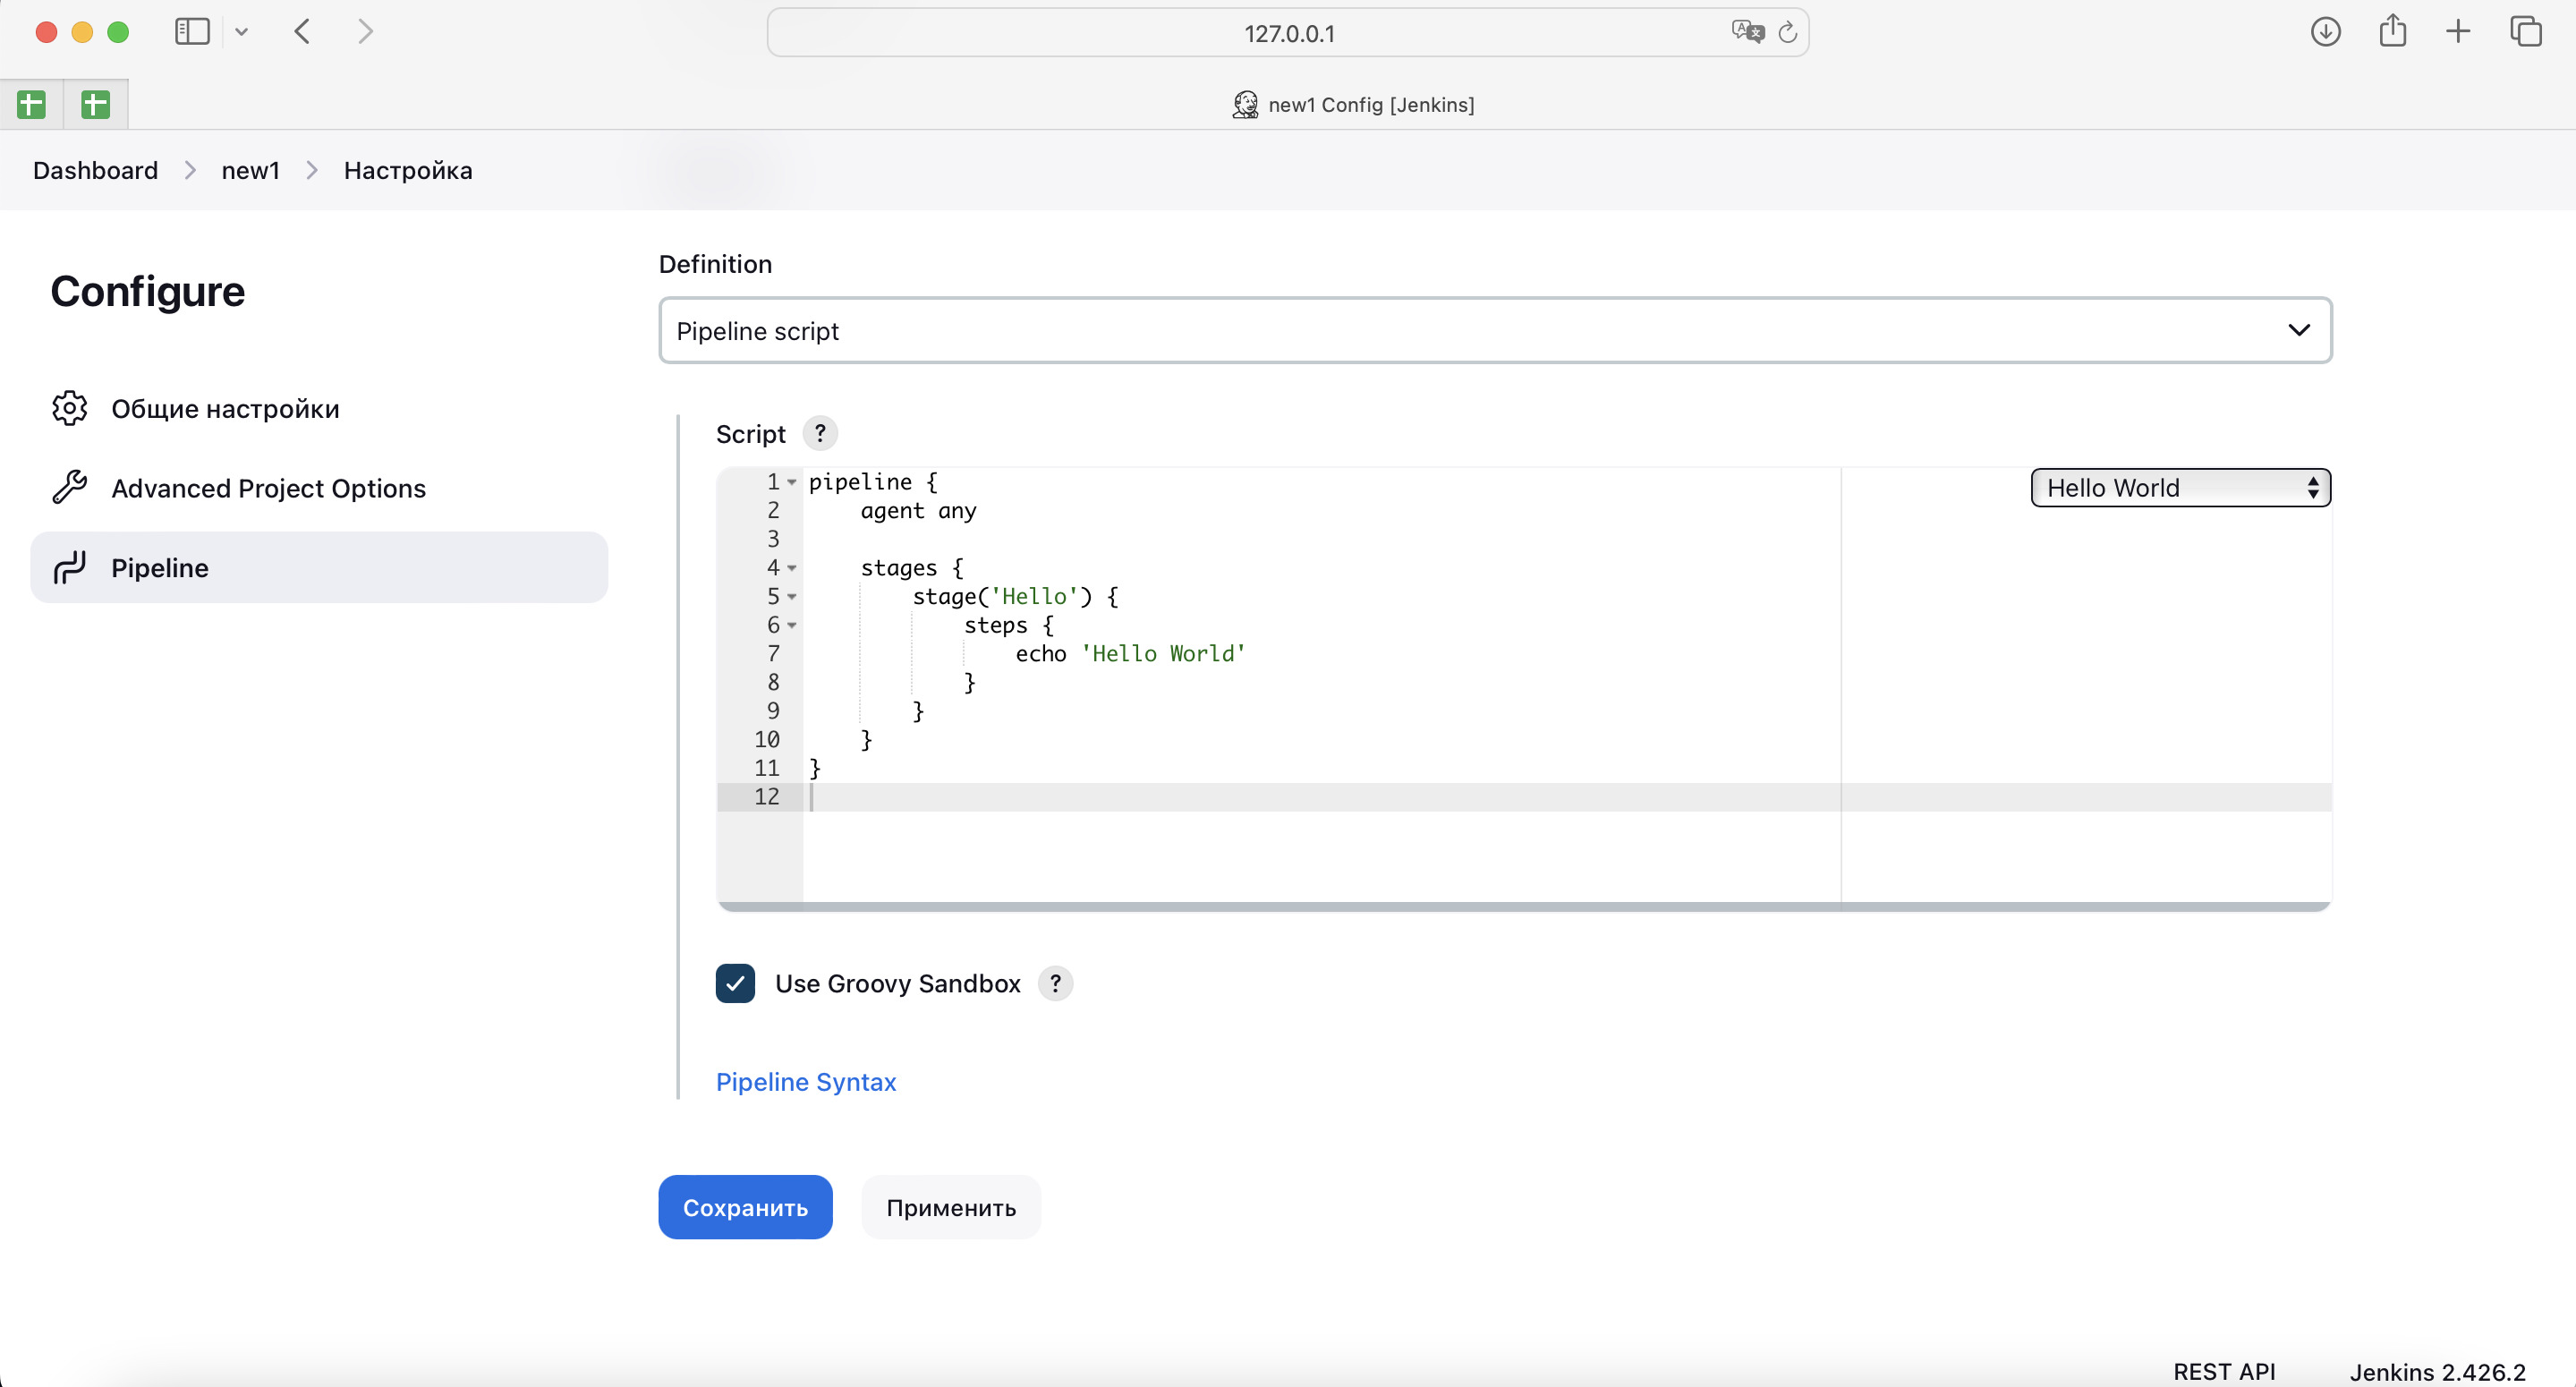 127.0.0.1
new1 Config [Jenkins]
Dashboard > new1 > Настройка
Configure
Общие настройки
Advanced Project Options
Pipeline
Definition
Pipeline script
Script ?
Hello World
1 pipeline {
2     agent any
3
4     stages {
5         stage('Hello') {
6             steps {
7                 echo 'Hello World'
8             }
9         }
10     }
11 }
12
Use Groovy Sandbox ?
Pipeline Syntax
Сохранить Применить
REST API Jenkins 2.426.2